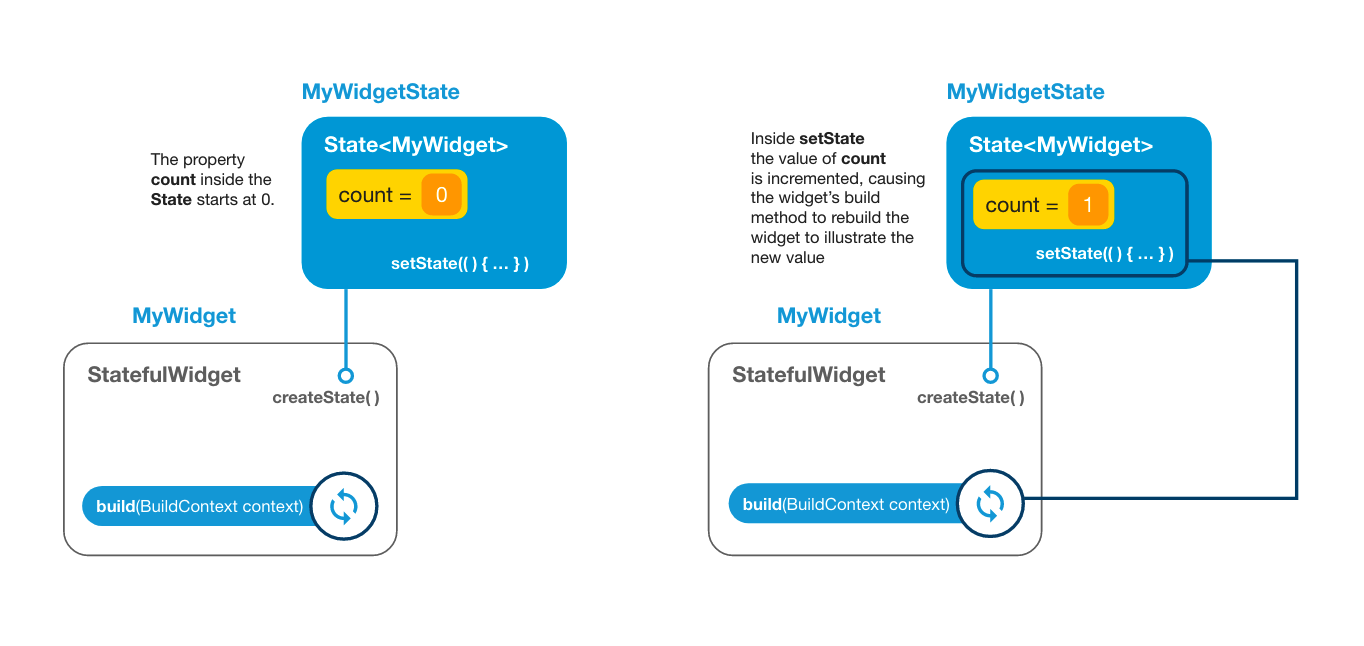 MyWidgetState
The property
count inside the
State starts at 0.
State<MyWidget>
count = 0
setState(( ) { ... } )
MyWidget
StatefulWidget
createState( )
build(BuildContext context)
MyWidgetState
Inside setState
the value of count
is incremented, causing
the widget’s build
method to rebuild the
widget to illustrate the
new value
State<MyWidget>
count = 1
setState(( ) { ... } )
MyWidget
StatefulWidget
createState( )
build(BuildContext context)